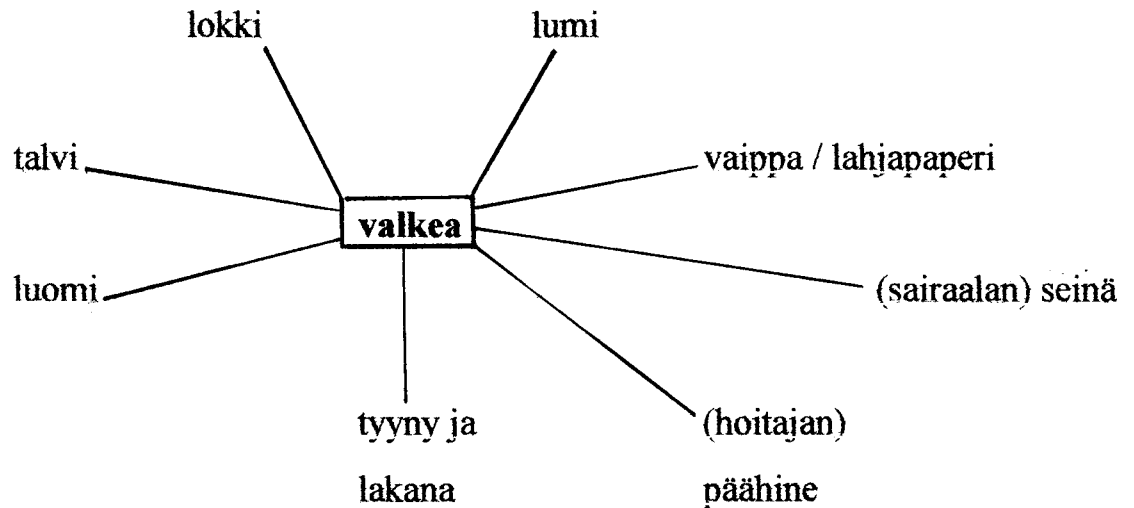 lokki lumi
talvi vaippa / lahjapaperi
valkea
luomi (sairaalan) seinä
tyyny ja (hoitajan)
lakana päähine